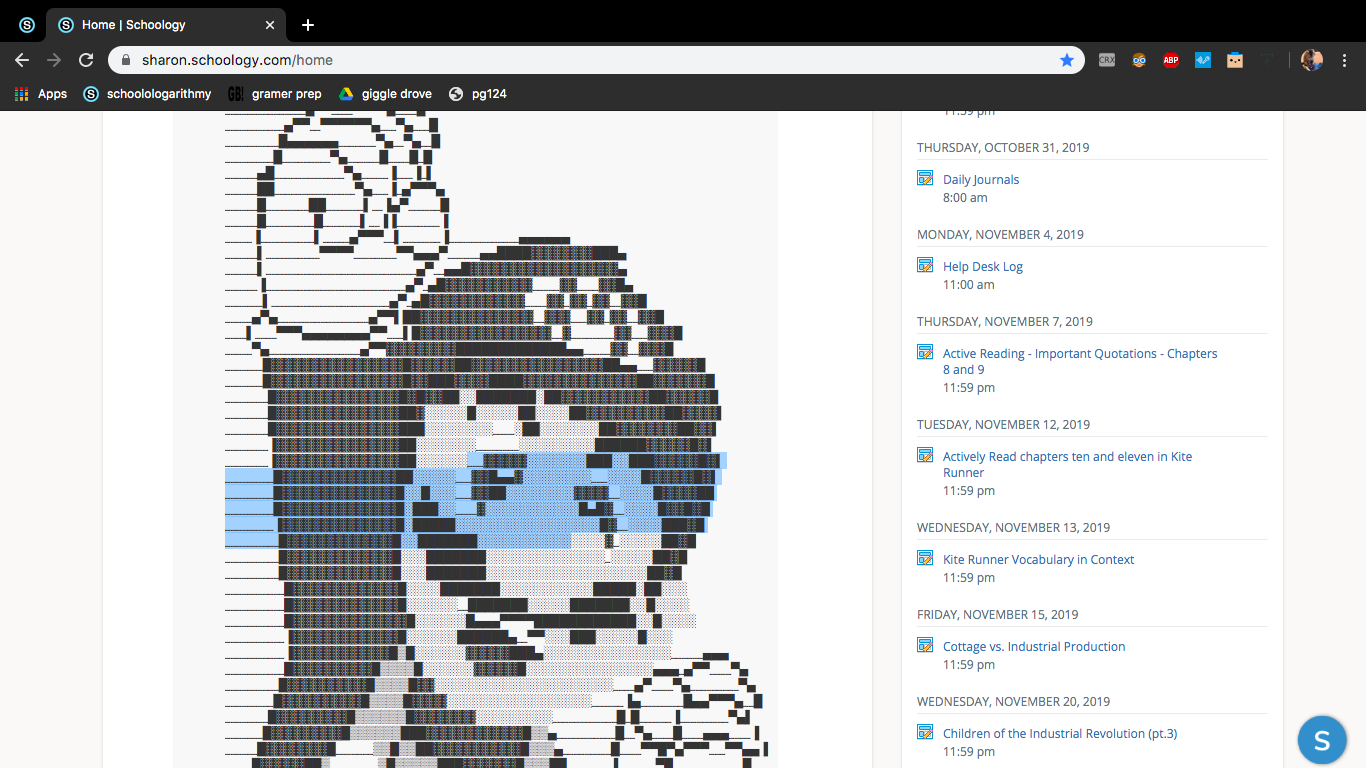 Home | Schoology
sharon.schoology.com/home
CRX
ABP
Apps
schoolologarithmy
GB!
gramer prep
giggle drove
pg124
11:59 pm
THURSDAY, OCTOBER 31, 2019
Daily Journals
8:00 am
MONDAY, NOVEMBER 4, 2019
Help Desk Log
11:00 am
THURSDAY, NOVEMBER 7, 2019
Active Reading - Important Quotations - Chapters
8 and 9
11:59 pm
TUESDAY, NOVEMBER 12, 2019
Actively Read chapters ten and eleven in Kite
Runner
11:59 pm
WEDNESDAY, NOVEMBER 13, 2019
Kite Runner Vocabulary in Context
11:59 pm
FRIDAY, NOVEMBER 15, 2019
Cottage vs. Industrial Production
11:59 pm
WEDNESDAY, NOVEMBER 20, 2019
Children of the Industrial Revolution (pt.3)
11:59 pm
S